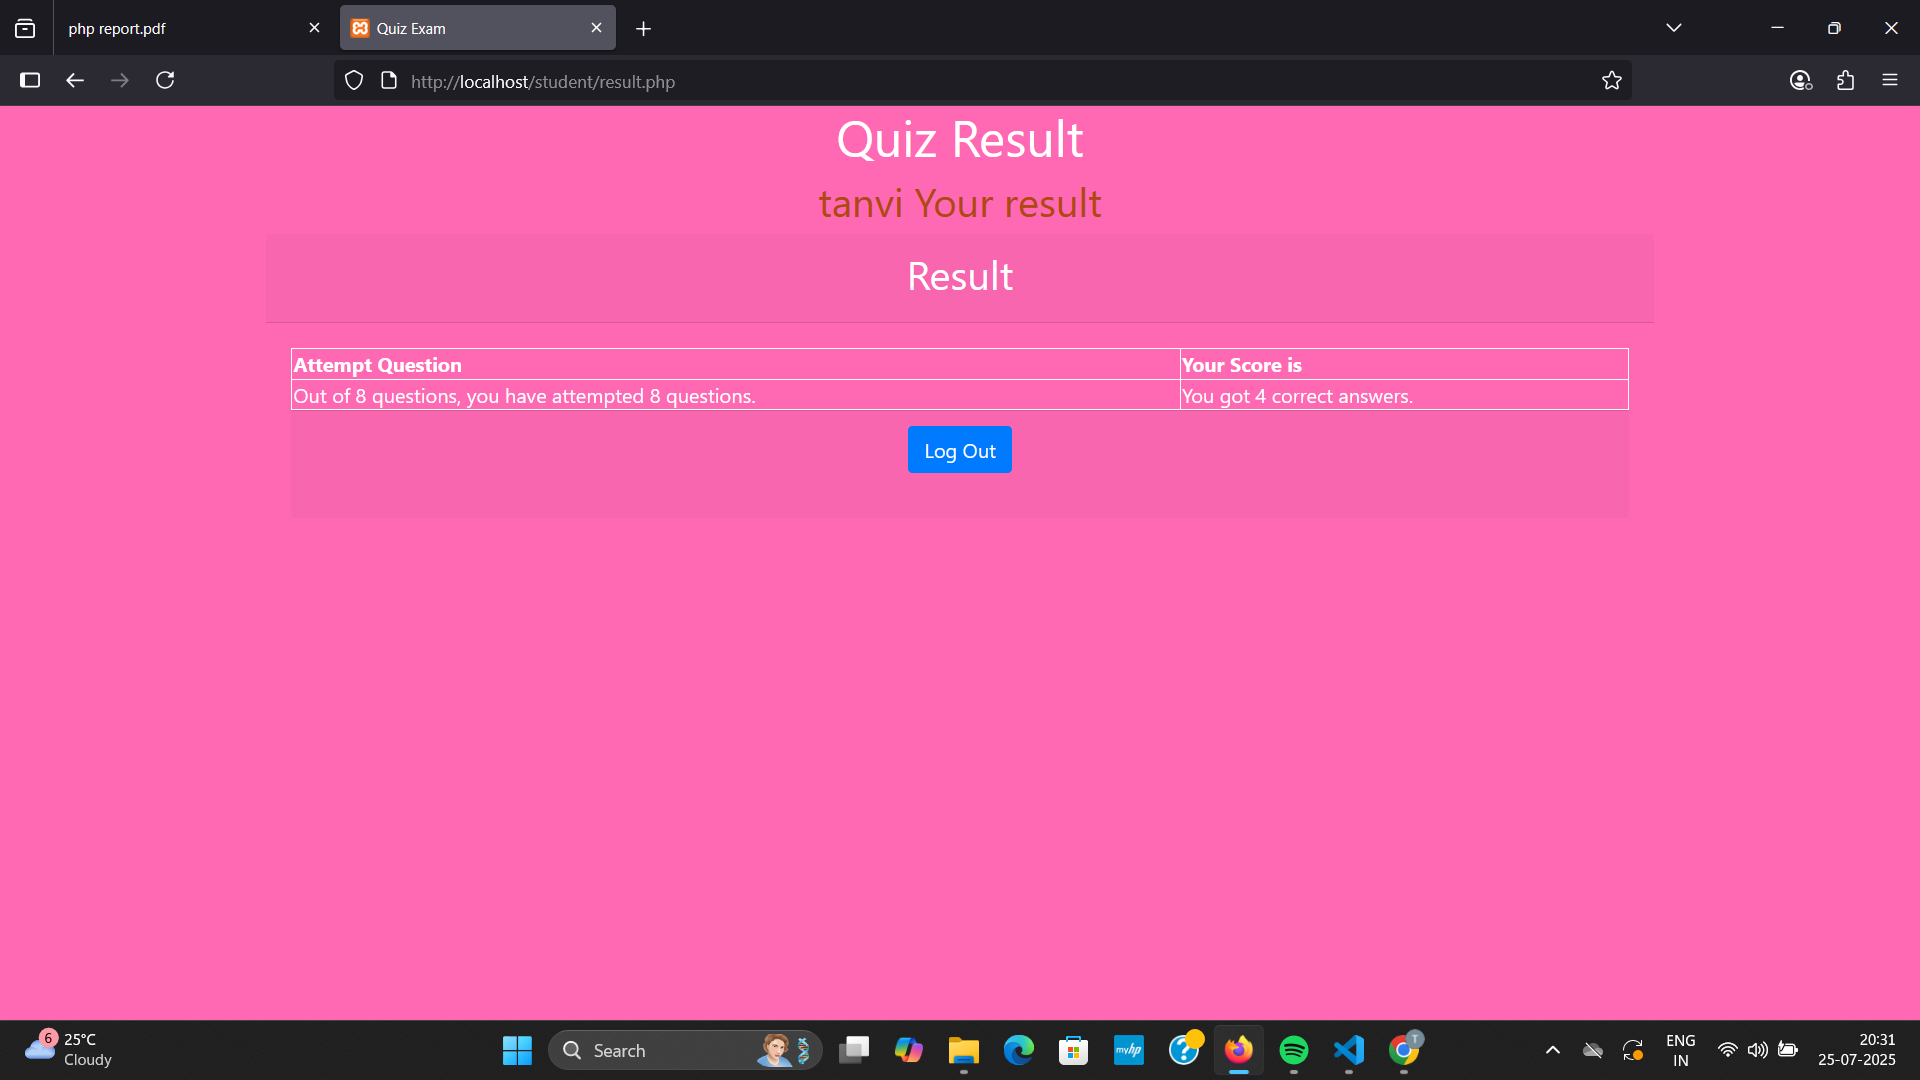 php report.pdf
Quiz Exam
http://localhost/student/result.php
Quiz Result
tanvi Your result
Result
Attempt Question Your Score is
Out of 8 questions, you have attempted 8 questions. You got 4 correct answers.
Log Out
6
25°C
Cloudy
Search
myhp
T
ENG
IN
20:31
25-07-2025